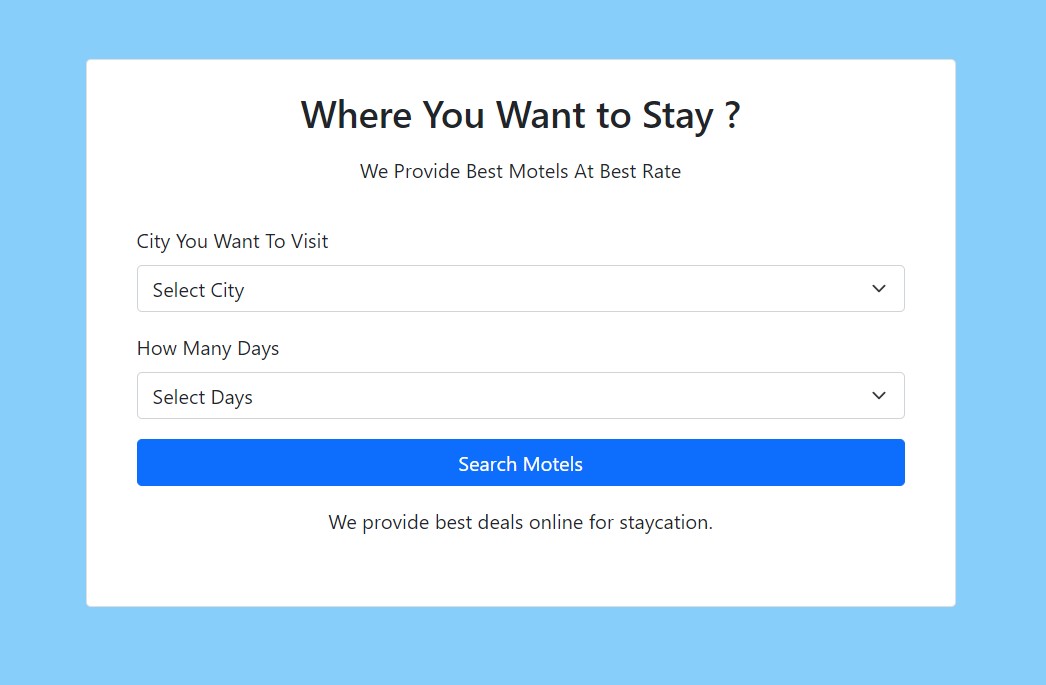 Where You Want to Stay ?
We Provide Best Motels At Best Rate
City You Want To Visit
Select City
How Many Days
Select Days
Search Motels
We provide best deals online for staycation.